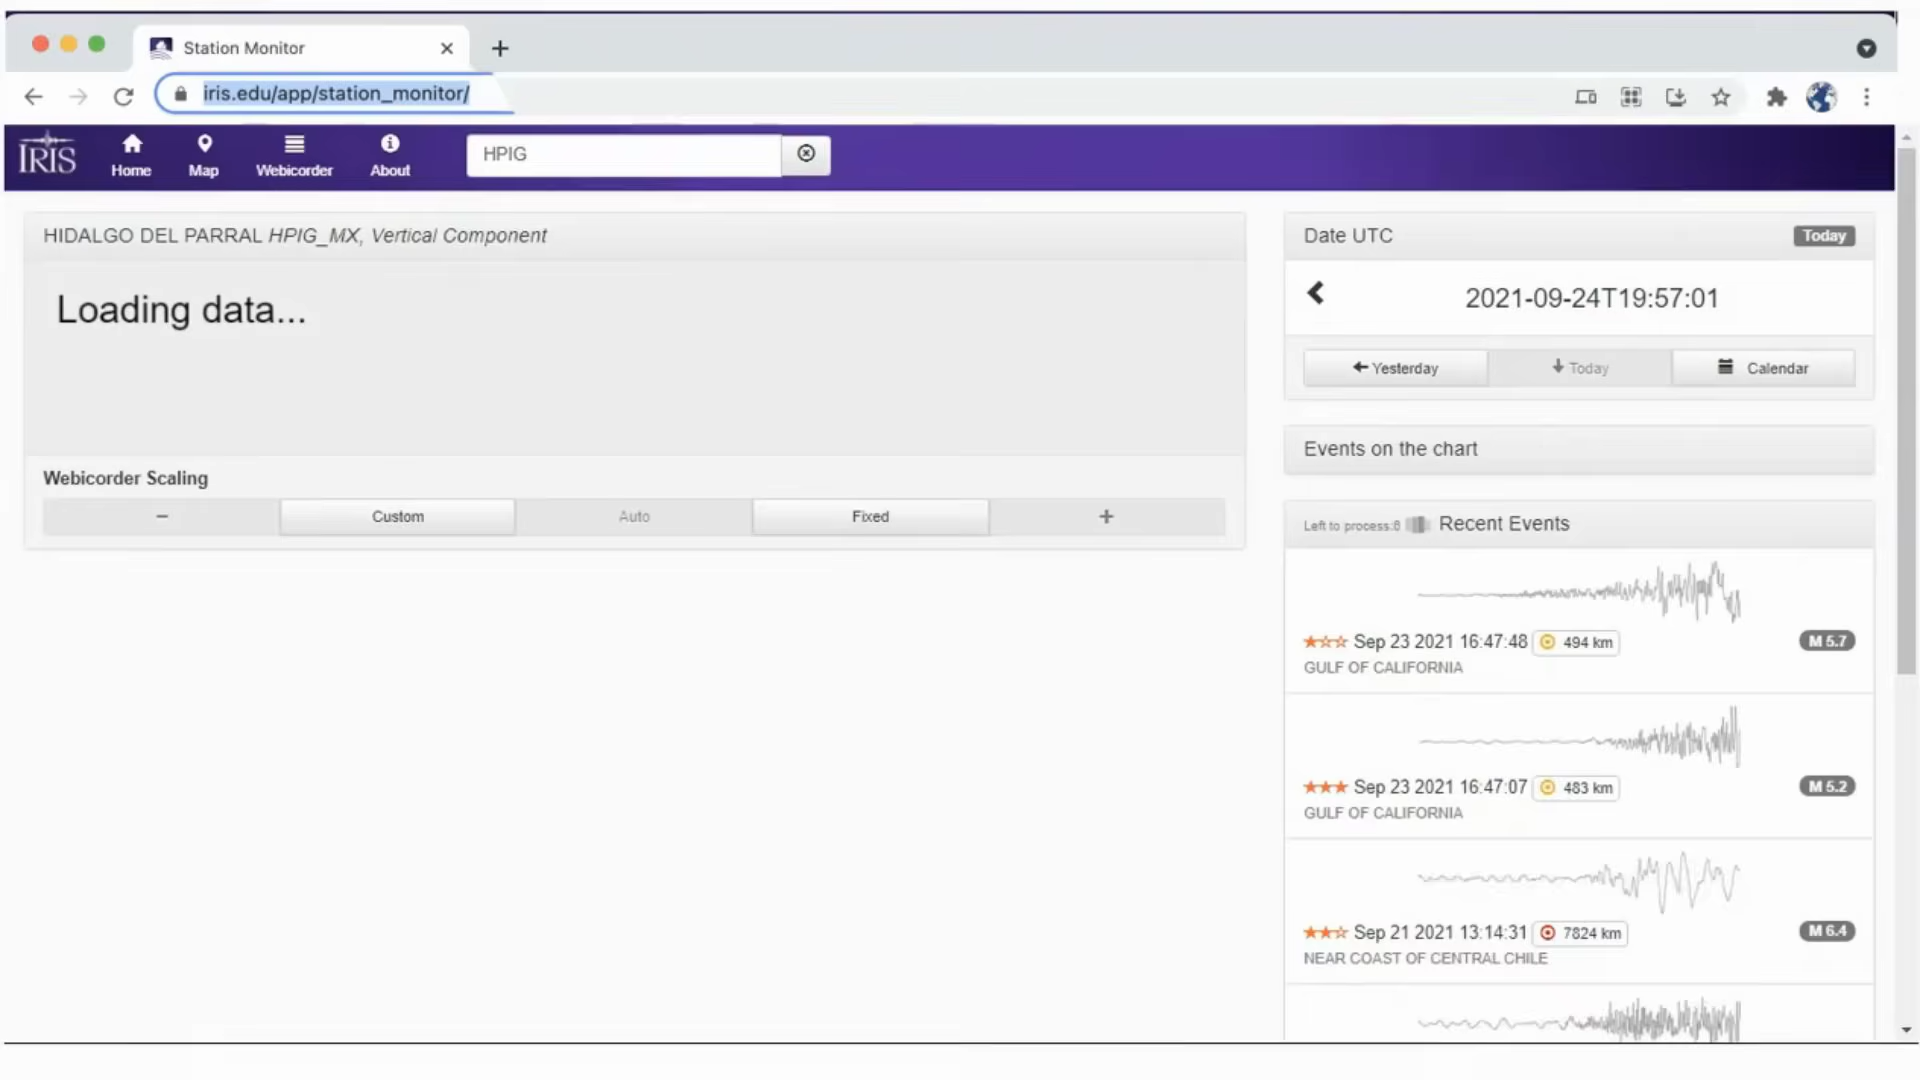 Station Monitor
iris.edu/app/station_monitor/
IRIS
Home
Map
Webicorder
About
HPIG
HIDALGO DEL PARRAL HPIG_MX, Vertical Component
Loading data...
Webicorder Scaling
− Custom Auto Fixed +
Date UTC Today
2021-09-24T19:57:01
Yesterday Today Calendar
Events on the chart
Left to process:8 Recent Events
Sep 23 2021 16:47:48 494 km M 5.7
GULF OF CALIFORNIA
Sep 23 2021 16:47:07 483 km M 5.2
GULF OF CALIFORNIA
Sep 21 2021 13:14:31 7824 km M 6.4
NEAR COAST OF CENTRAL CHILE